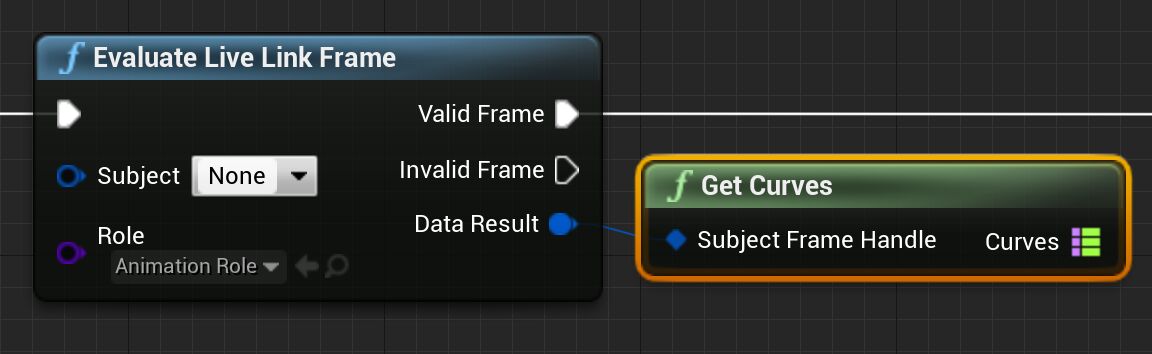 Evaluate Live Link Frame
Valid Frame
Subject None
Invalid Frame
Data Result
Role
Animation Role
Get Curves
Subject Frame Handle
Curves